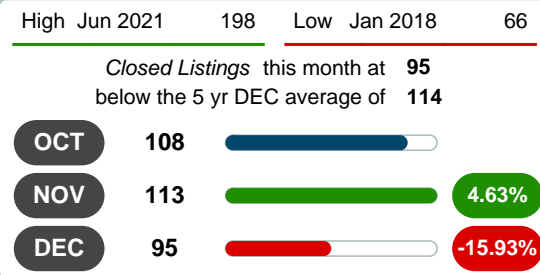 High Jun 2021 198 Low Jan 2018 66
Closed Listings this month at 95
below the 5 yr DEC average of 114
OCT 108
NOV 113 4.63%
DEC 95 -15.93%